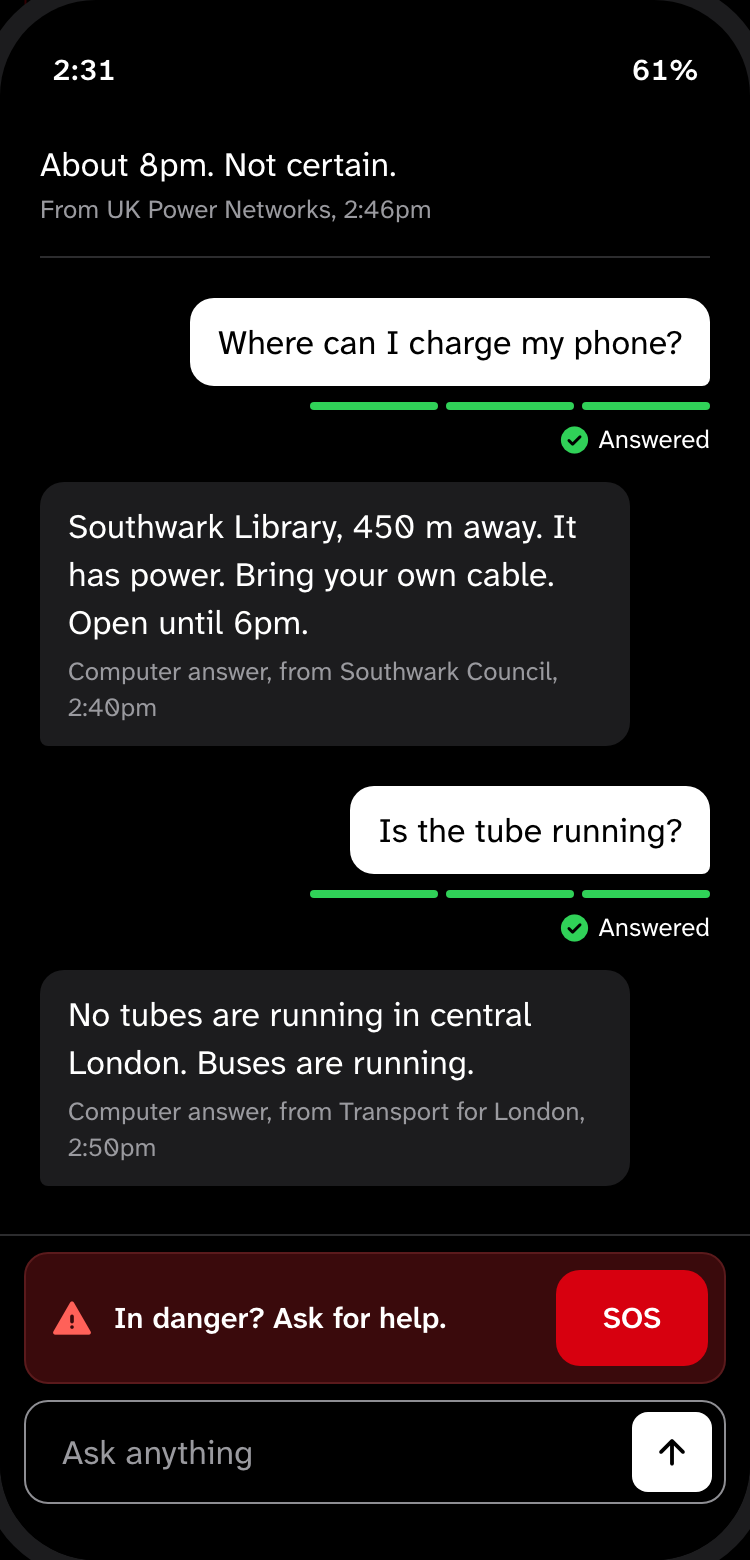 2:31
61%
About 8pm. Not certain.
From UK Power Networks, 2:46pm
Where can I charge my phone?
Answered
Southwark Library, 450 m away. It
has power. Bring your own cable.
Open until 6pm.
Computer answer, from Southwark Council,
2:40pm
Is the tube running?
Answered
No tubes are running in central
London. Buses are running.
Computer answer, from Transport for London,
2:50pm
In danger? Ask for help.
SOS
Ask anything